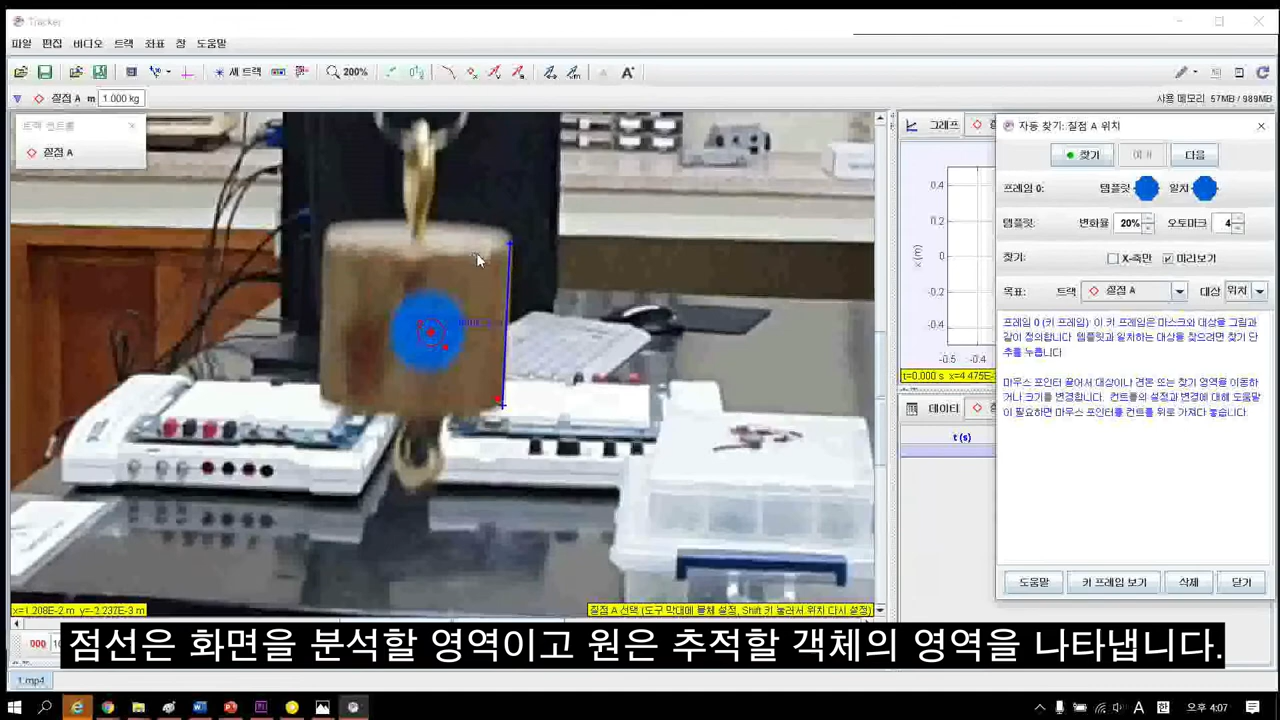 Tracker
파일 편집 비디오 트랙 좌표 창 도움말
새 트랙 200%
질점 A m 1.000 kg
사용 메모리 57MB / 989MB
트랙 컨트롤
질점 A
그래프
0.4
0.2
0
-0.2
-0.4
x (m)
-0.5 -0.4
t=0.000 s x=4.475E-
데이터
t (s)
자동 찾기: 질점 A 위치
찾기 다음
프레임 0: 템플릿 일치
템플릿: 변화율 20% 오토마크 4
찾기: X-축만 미리보기
목표: 트랙 질점 A 대상 위치
프레임 0 (키 프레임) 이 키 프레임은 마스크와 대상을 그림과
같이 정의합니다 템플릿과 일치하는 대상을 찾으려면 찾기 단
추를 누릅니다
마우스 포인터 끌어서 대상이나 견본 또는 찾기 영역을 이동하
거나 크기를 변경합니다. 컨트롤의 설정과 변경에 대해 도움말
이 필요하면 마우스 포인터를 컨트롤 위로 가져다 놓습니다.
도움말 키 프레임 보기 삭제 닫기
x=1.208E-2 m y=-2.237E-3 m
질점 A 선택 (도구 막대에 물체 설정, Shift 키 눌러서 위치 다시 설정)
000
점선은 화면을 분석할 영역이고 원은 추적할 객체의 영역을 나타냅니다.
1.mp4
A 한 오후 4:07